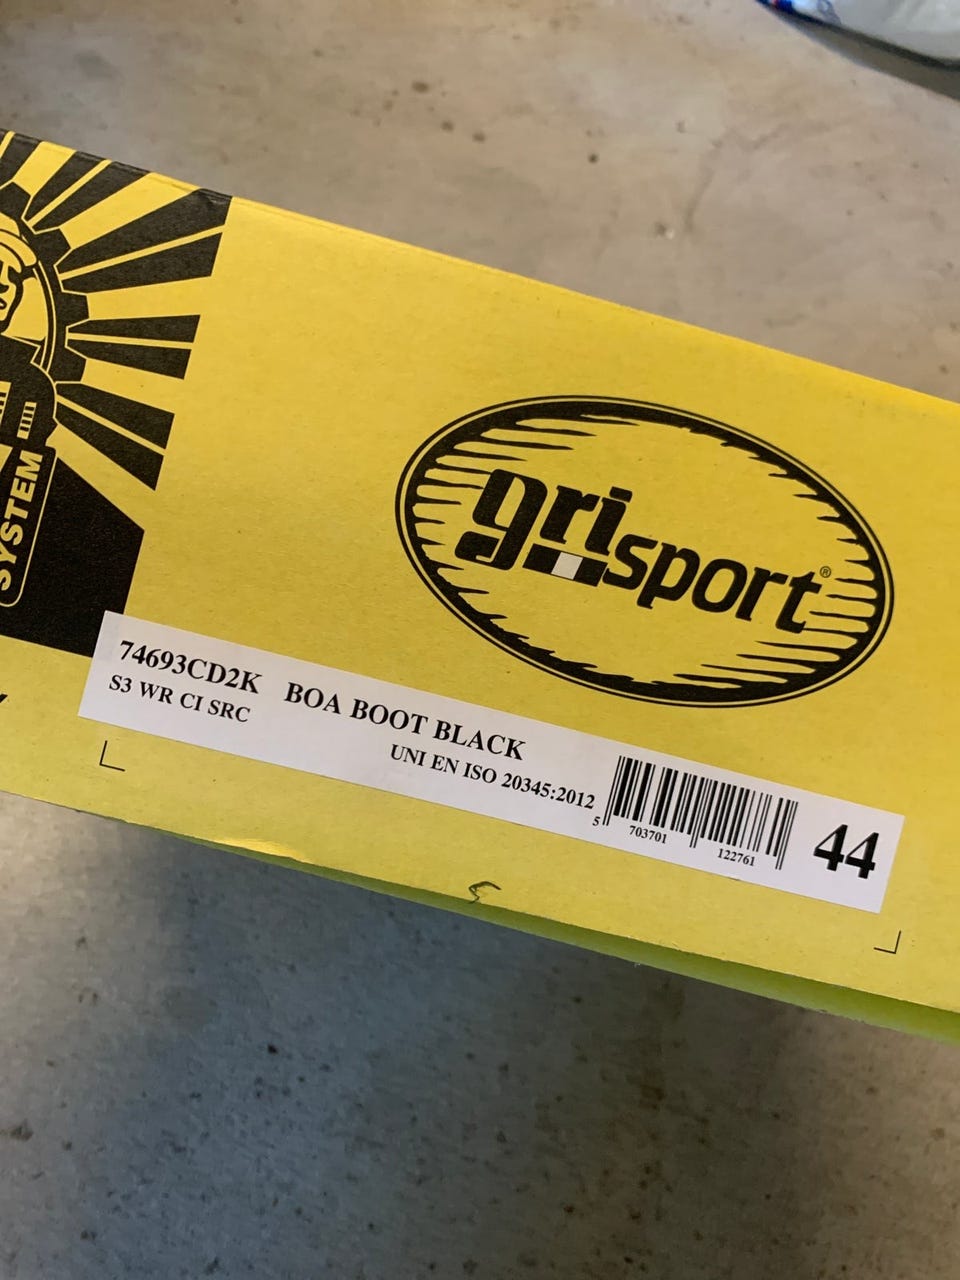 SYSTEM
grisport®
74693CD2K BOA BOOT BLACK
S3 WR CI SRC
UNI EN ISO 20345:2012
5 703701 122761
44